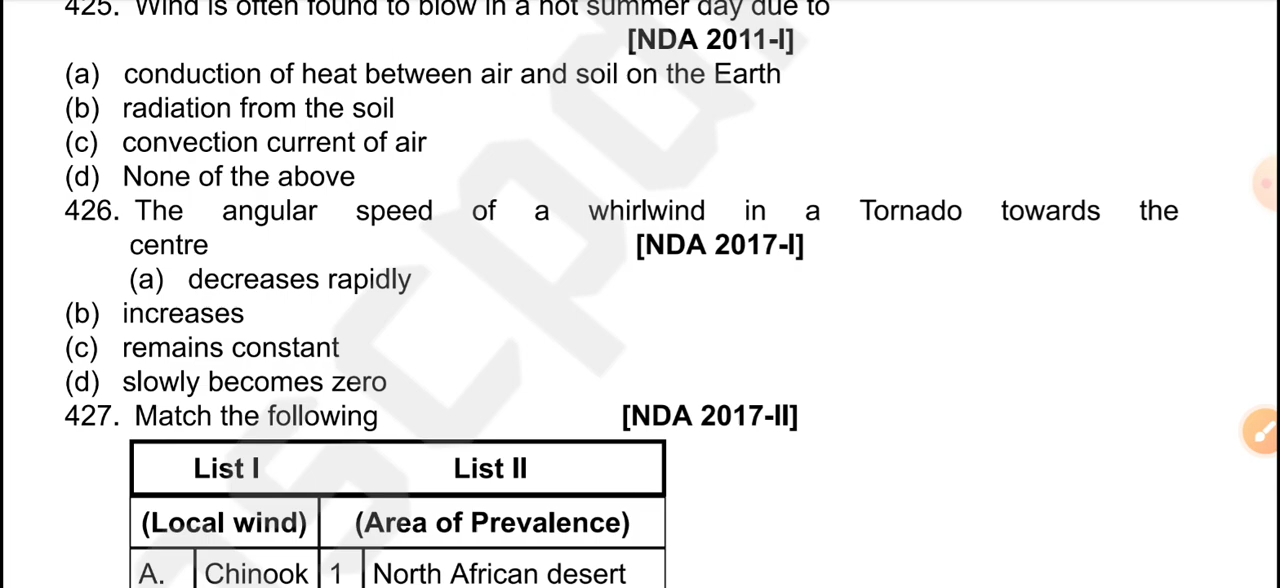 425. Wind is often found to blow in a hot summer day due to
[NDA 2011-I]
(a) conduction of heat between air and soil on the Earth
(b) radiation from the soil
(c) convection current of air
(d) None of the above
426. The angular speed of a whirlwind in a Tornado towards the
centre [NDA 2017-I]
(a) decreases rapidly
(b) increases
(c) remains constant
(d) slowly becomes zero
427. Match the following [NDA 2017-II]
List I List II
(Local wind) (Area of Prevalence)
A. Chinook 1 North African desert